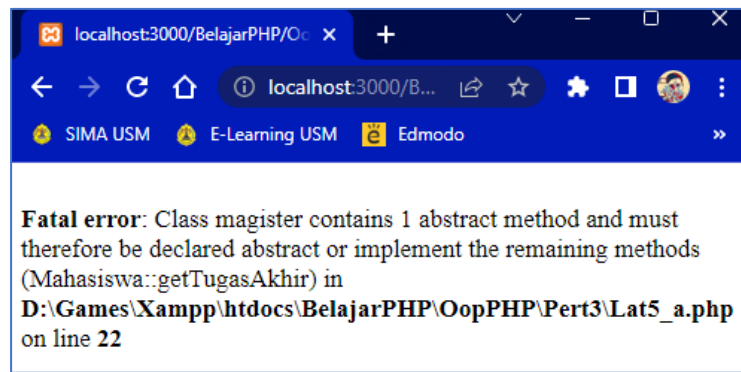 localhost:3000/BelajarPHP/Oo
localhost:3000/B...
SIMA USM E-Learning USM ë Edmodo »
Fatal error: Class magister contains 1 abstract method and must
therefore be declared abstract or implement the remaining methods
(Mahasiswa::getTugasAkhir) in
D:\Games\Xampp\htdocs\BelajarPHP\OopPHP\Pert3\Lat5_a.php
on line 22